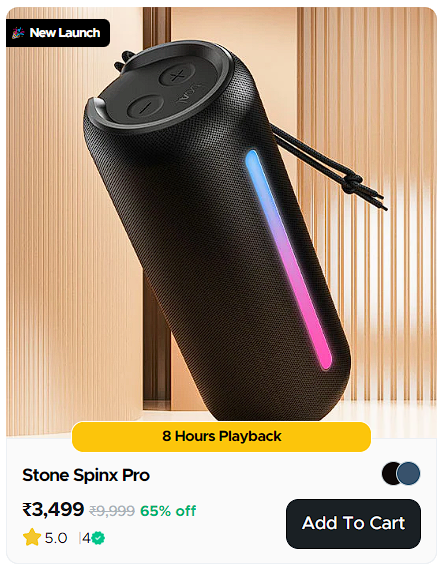 New Launch
8 Hours Playback
Stone Spinx Pro
₹3,499 ₹9,999 65% off
5.0 | 4
Add To Cart